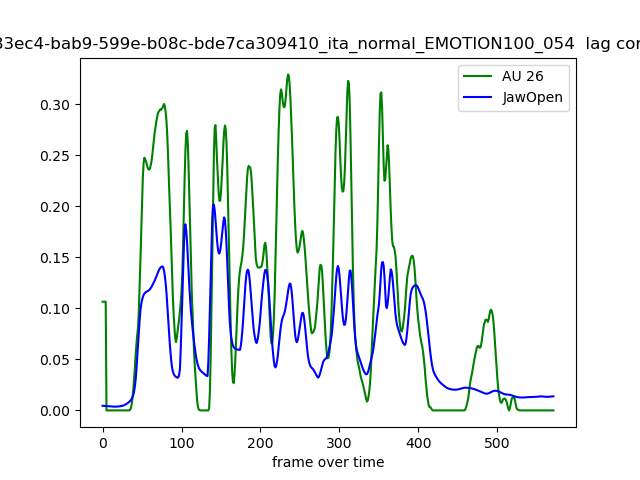 33ec4-bab9-599e-b08c-bde7ca309410_ita_normal_EMOTION100_054 lag cor
AU 26
JawOpen
0.30
0.25
0.20
0.15
0.10
0.05
0.00
0 100 200 300 400 500
frame over time